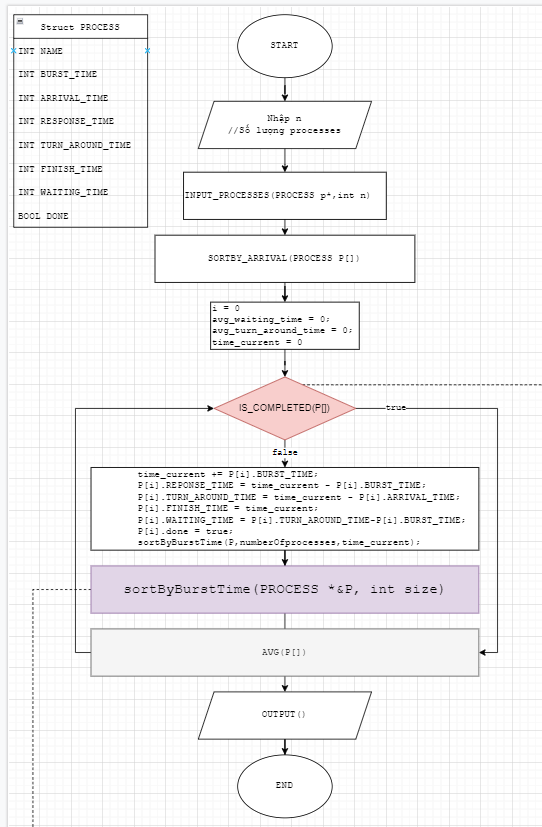 Struct PROCESS
INT NAME
INT BURST_TIME
INT ARRIVAL_TIME
INT RESPONSE_TIME
INT TURN_AROUND_TIME
INT FINISH_TIME
INT WAITING_TIME
BOOL DONE
START
Nhập n
//Số lượng processes
INPUT_PROCESSES(PROCESS p*,int n)
SORTBY_ARRIVAL(PROCESS P[])
i = 0
avg_waiting_time = 0;
avg_turn_around_time = 0;
time_current = 0
IS_COMPLETED(P[])
true
false
time_current += P[i].BURST_TIME;
P[i].REPONSE_TIME = time_current - P[i].BURST_TIME;
P[i].TURN_AROUND_TIME = time_current - P[i].ARRIVAL_TIME;
P[i].FINISH_TIME = time_current;
P[i].WAITING_TIME = P[i].TURN_AROUND_TIME-P[i].BURST_TIME;
P[i].done = true;
sortByBurstTime(P,numberOfprocesses,time_current);
sortByBurstTime(PROCESS *&P, int size)
AVG(P[])
OUTPUT()
END